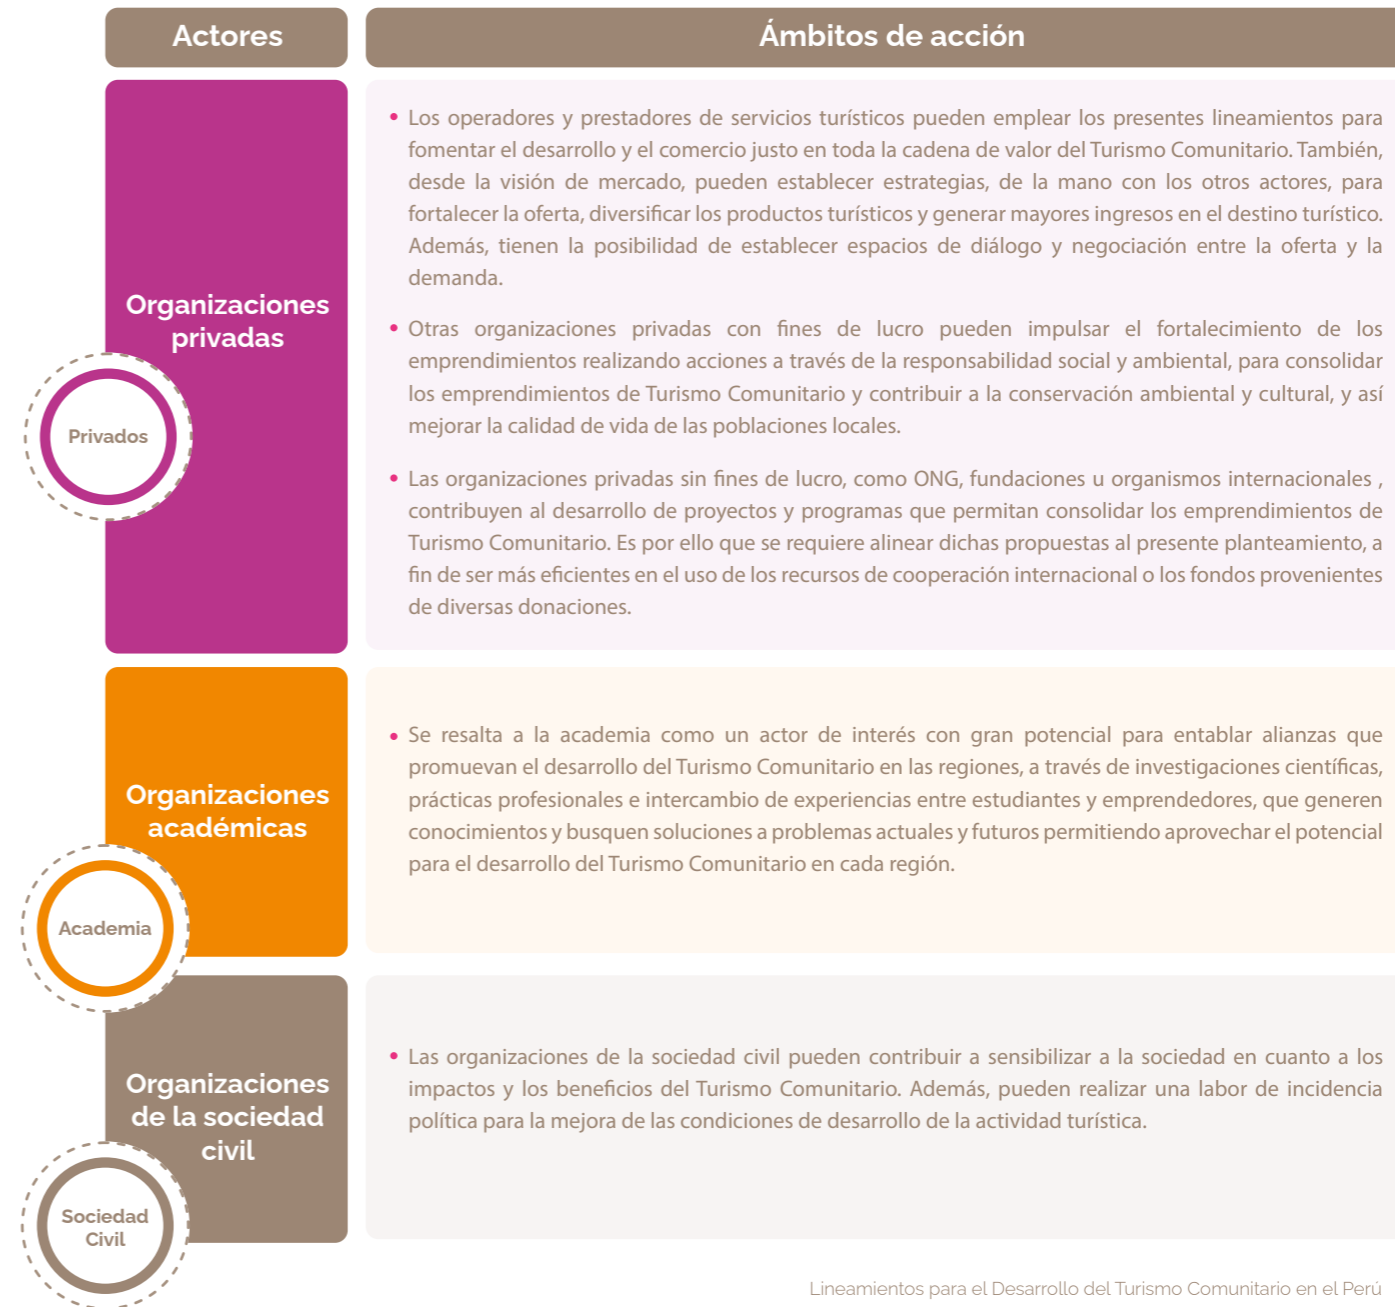 Actores
Ámbitos de acción
Organizaciones
privadas
Privados
• Los operadores y prestadores de servicios turísticos pueden emplear los presentes lineamientos para
fomentar el desarrollo y el comercio justo en toda la cadena de valor del Turismo Comunitario. También,
desde la visión de mercado, pueden establecer estrategias, de la mano con los otros actores, para
fortalecer la oferta, diversificar los productos turísticos y generar mayores ingresos en el destino turístico.
Además, tienen la posibilidad de establecer espacios de diálogo y negociación entre la oferta y la
demanda.
• Otras organizaciones privadas con fines de lucro pueden impulsar el fortalecimiento de los
emprendimientos realizando acciones a través de la responsabilidad social y ambiental, para consolidar
los emprendimientos de Turismo Comunitario y contribuir a la conservación ambiental y cultural, y así
mejorar la calidad de vida de las poblaciones locales.
• Las organizaciones privadas sin fines de lucro, como ONG, fundaciones u organismos internacionales ,
contribuyen al desarrollo de proyectos y programas que permitan consolidar los emprendimientos de
Turismo Comunitario. Es por ello que se requiere alinear dichas propuestas al presente planteamiento, a
fin de ser más eficientes en el uso de los recursos de cooperación internacional o los fondos provenientes
de diversas donaciones.
Organizaciones
académicas
Academia
• Se resalta a la academia como un actor de interés con gran potencial para entablar alianzas que
promuevan el desarrollo del Turismo Comunitario en las regiones, a través de investigaciones científicas,
prácticas profesionales e intercambio de experiencias entre estudiantes y emprendedores, que generen
conocimientos y busquen soluciones a problemas actuales y futuros permitiendo aprovechar el potencial
para el desarrollo del Turismo Comunitario en cada región.
Organizaciones
de la sociedad
civil
Sociedad
Civil
• Las organizaciones de la sociedad civil pueden contribuir a sensibilizar a la sociedad en cuanto a los
impactos y los beneficios del Turismo Comunitario. Además, pueden realizar una labor de incidencia
política para la mejora de las condiciones de desarrollo de la actividad turística.
Lineamientos para el Desarrollo del Turismo Comunitario en el Perú